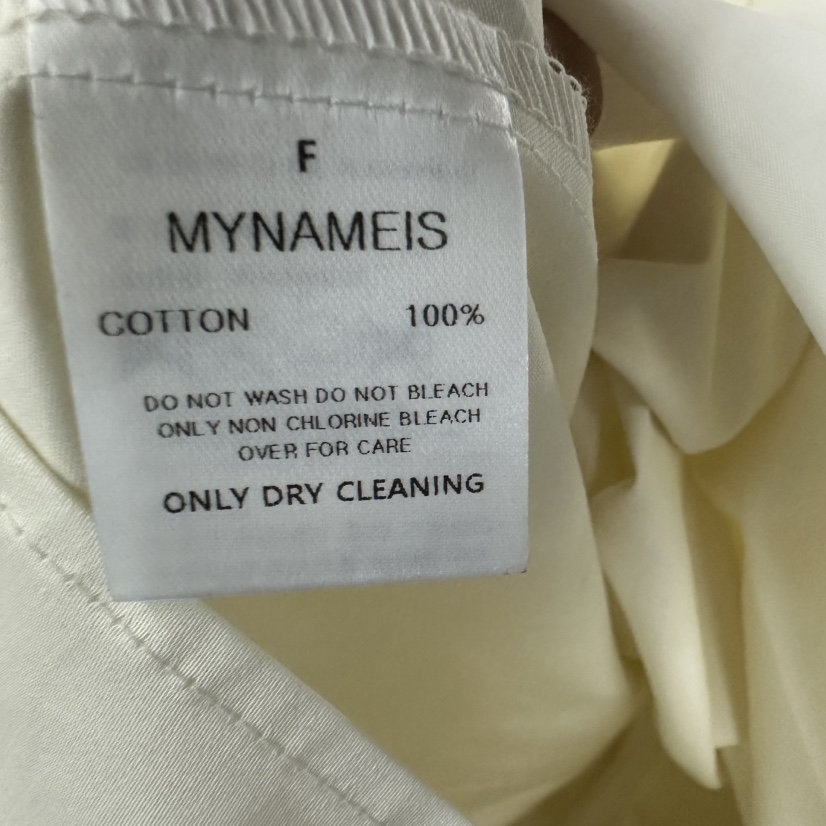 F
MYNAMEIS
COTTON 100%
DO NOT WASH DO NOT BLEACH
ONLY NON CHLORINE BLEACH
OVER FOR CARE
ONLY DRY CLEANING